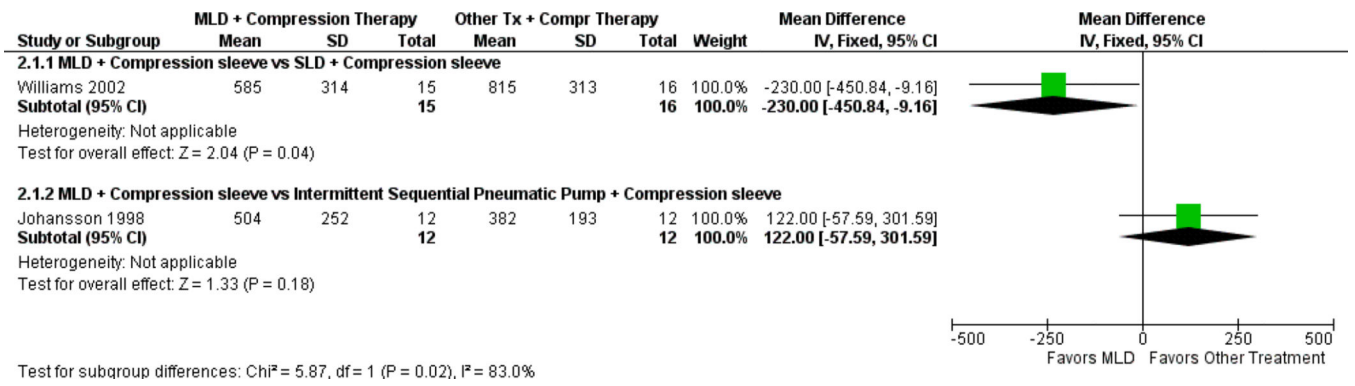 MLD + Compression Therapy Other Tx + Compr Therapy Mean Difference Mean Difference
Study or Subgroup Mean SD Total Mean SD Total Weight IV, Fixed, 95% CI IV, Fixed, 95% CI
2.1.1 MLD + Compression sleeve vs SLD + Compression sleeve
Williams 2002 585 314 15 815 313 16 100.0% -230.00 [-450.84, -9.16]
Subtotal (95% CI) 15 16 100.0% -230.00 [-450.84, -9.16]
Heterogeneity: Not applicable
Test for overall effect: Z = 2.04 (P = 0.04)
2.1.2 MLD + Compression sleeve vs Intermittent Sequential Pneumatic Pump + Compression sleeve
Johansson 1998 504 252 12 382 193 12 100.0% 122.00 [-57.59, 301.59]
Subtotal (95% CI) 12 12 100.0% 122.00 [-57.59, 301.59]
Heterogeneity: Not applicable
Test for overall effect: Z = 1.33 (P = 0.18)
-500 -250 0 250 500
Favors MLD Favors Other Treatment
Test for subgroup differences: Chi² = 5.87, df = 1 (P = 0.02), I² = 83.0%